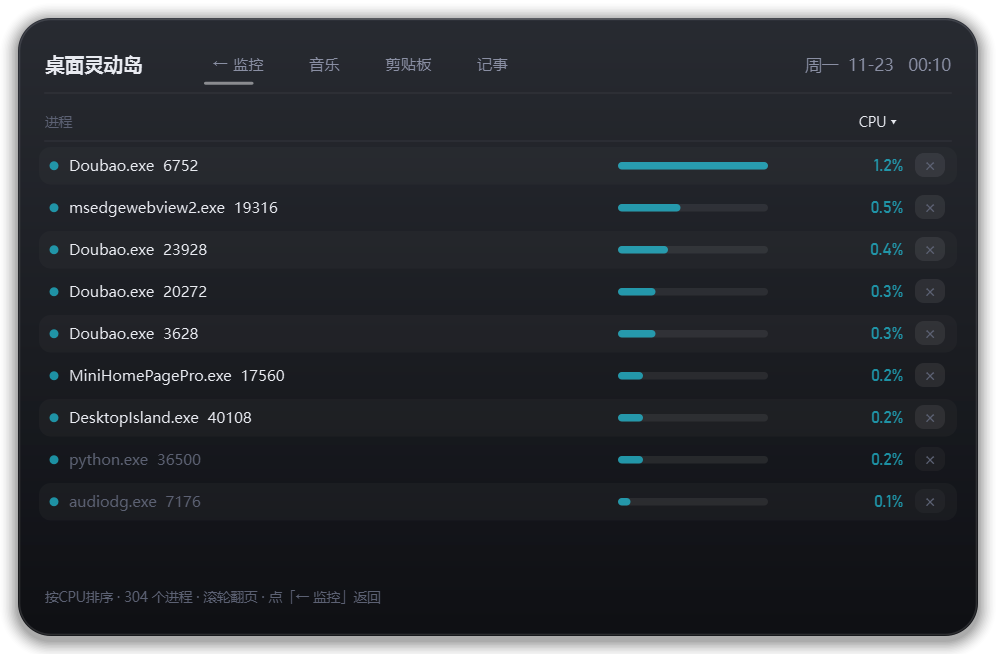 桌面灵动岛 ← 监控 音乐 剪贴板 记事 周一 11-23 00:10
进程 CPU ▾
Doubao.exe 6752 1.2% ×
msedgewebview2.exe 19316 0.5% ×
Doubao.exe 23928 0.4% ×
Doubao.exe 20272 0.3% ×
Doubao.exe 3628 0.3% ×
MiniHomePagePro.exe 17560 0.2% ×
DesktopIsland.exe 40108 0.2% ×
python.exe 36500 0.2% ×
audiodg.exe 7176 0.1% ×
按CPU排序 · 304 个进程 · 滚轮翻页 · 点「← 监控」返回